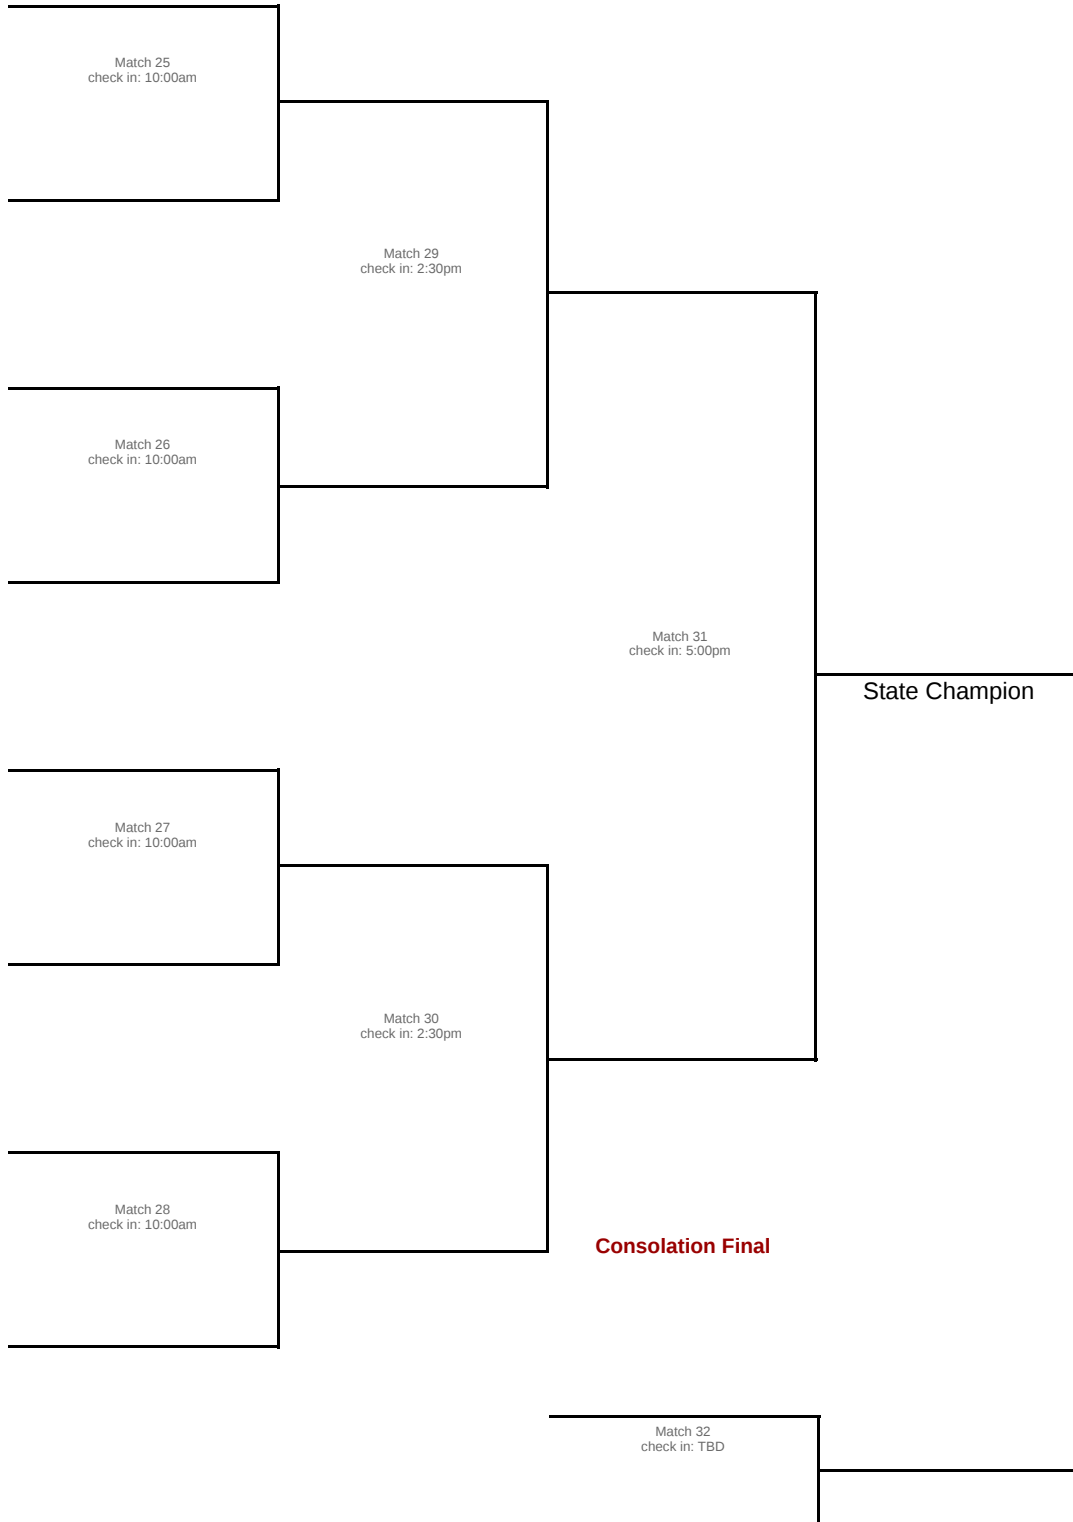 Match 25
check in: 10:00am
Match 29
check in: 2:30pm
Match 26
check in: 10:00am
Match 31
check in: 5:00pm
State Champion
Match 27
check in: 10:00am
Match 30
check in: 2:30pm
Match 28
check in: 10:00am
Consolation Final
Match 32
check in: TBD